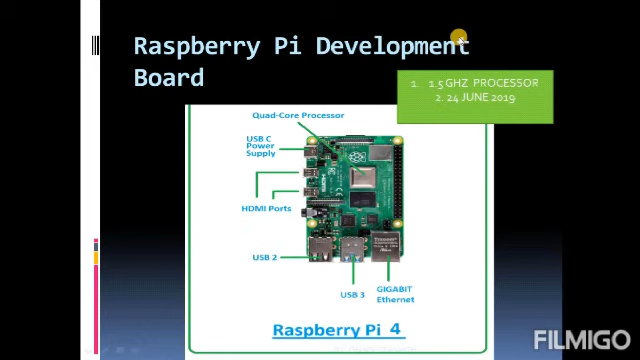 Raspberry Pi Development
Board
1. 1.5 GHZ PROCESSOR
2. 24 JUNE 2019
Quad-Core Processor
USB C
Power
Supply
HDMI
HDMI Ports
USB 2
USB 3
GIGABIT
Ethernet
Raspberry Pi 4
FILMIGO